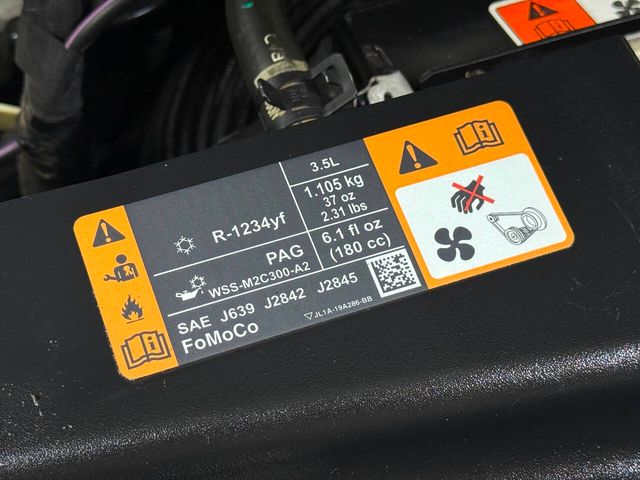 3.5L
R-1234yf
1.105 kg
37 oz
2.31 lbs
PAG
WSS-M2C300-A2
6.1 fl oz
(180 cc)
SAE J639 J2842 J2845
FoMoCo
JL1A-19A286-BB